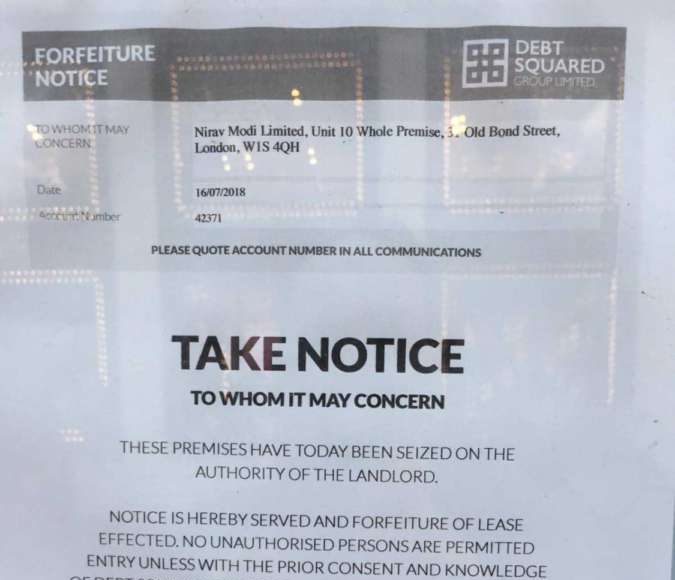 FORFEITURE
NOTICE
DEBT
SQUARED
GROUP LIMITED
TO WHOM IT MAY
CONCERN
Nirav Modi Limited, Unit 10 Whole Premise, Old Bond Street,
London, W1S 4QH
Date
16/07/2018
Account Number
42371
PLEASE QUOTE ACCOUNT NUMBER IN ALL COMMUNICATIONS
TAKE NOTICE
TO WHOM IT MAY CONCERN
THESE PREMISES HAVE TODAY BEEN SEIZED ON THE
AUTHORITY OF THE LANDLORD.
NOTICE IS HEREBY SERVED AND FORFEITURE OF LEASE
EFFECTED. NO UNAUTHORISED PERSONS ARE PERMITTED
ENTRY UNLESS WITH THE PRIOR CONSENT AND KNOWLEDGE